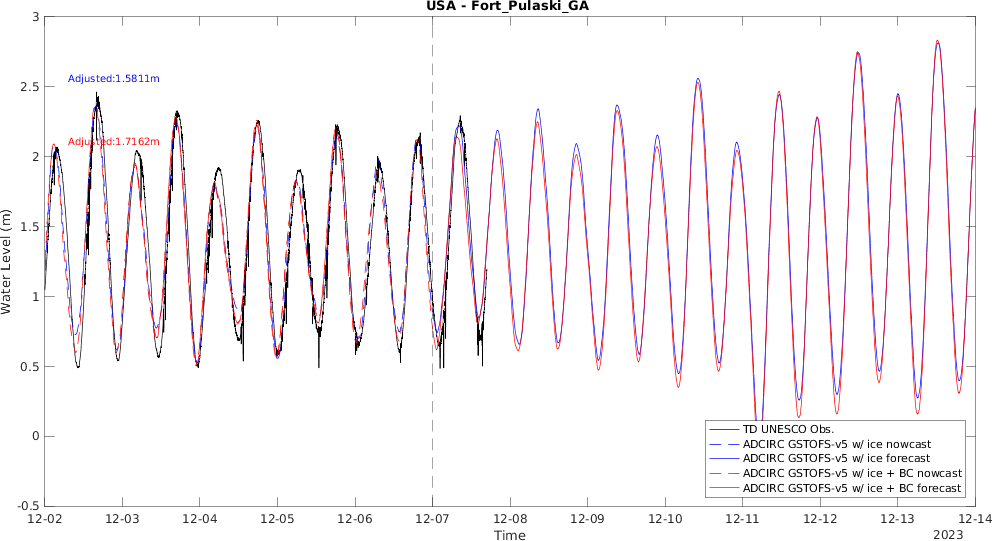 USA - Fort_Pulaski_GA
3
2.5
2
1.5
1
0.5
0
-0.5
Water Level (m)
Adjusted:1.5811m
Adjusted:1.7162m
TD UNESCO Obs.
ADCIRC GSTOFS-v5 w/ ice nowcast
ADCIRC GSTOFS-v5 w/ ice forecast
ADCIRC GSTOFS-v5 w/ ice + BC nowcast
ADCIRC GSTOFS-v5 w/ ice + BC forecast
12-02 12-03 12-04 12-05 12-06 12-07 12-08 12-09 12-10 12-11 12-12 12-13 12-14
Time
2023